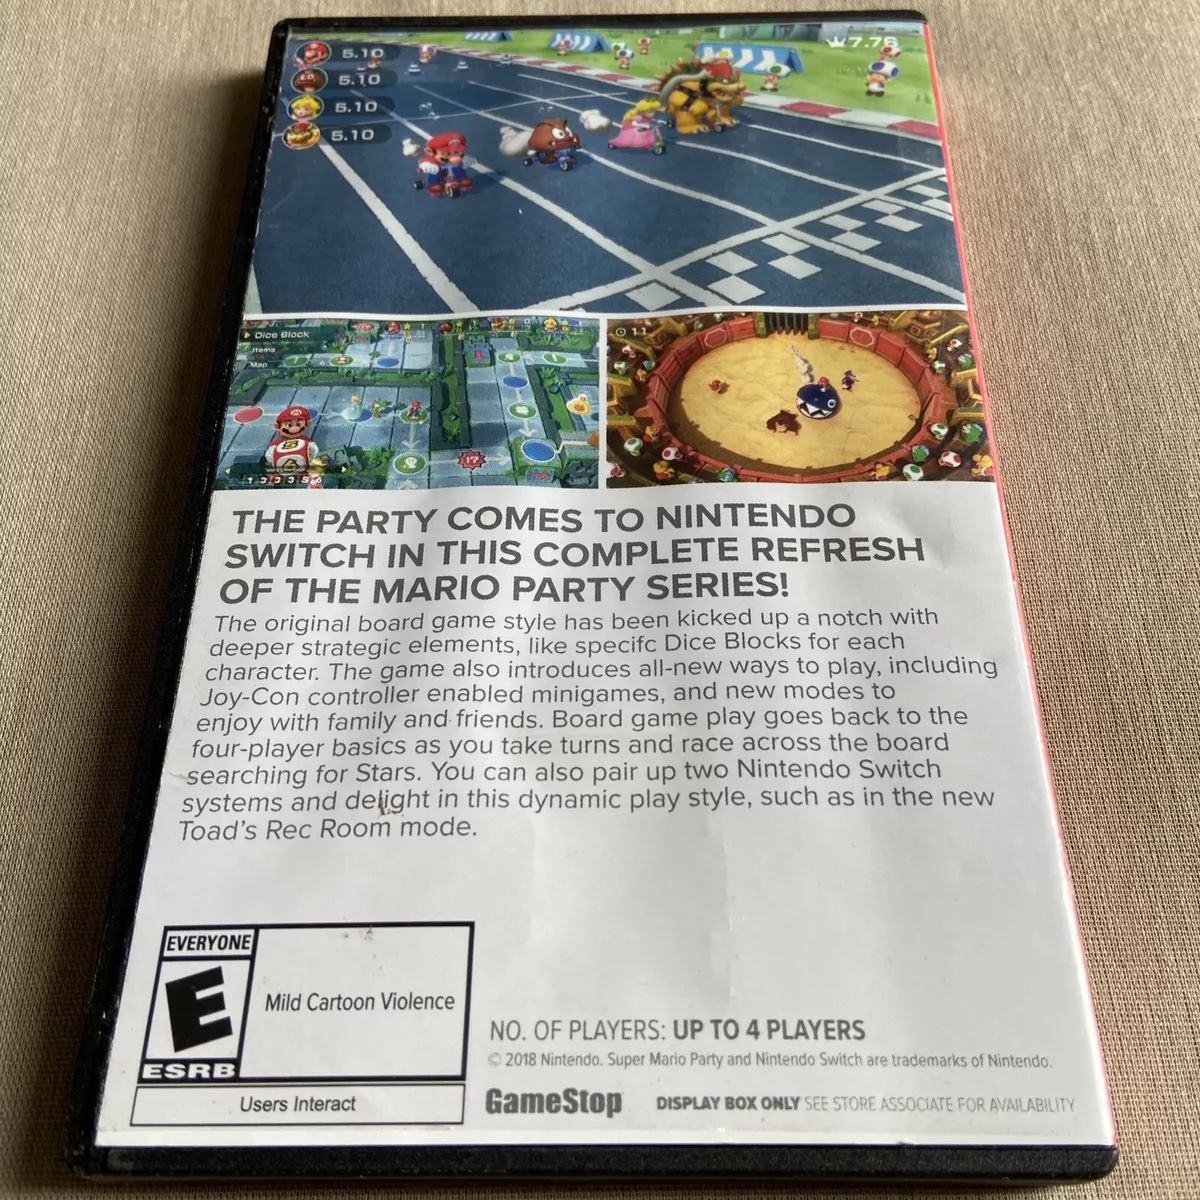 5.10
5.10
5.10
5.10
7.76
Dice Block
Items
Map
1.1
THE PARTY COMES TO NINTENDO
SWITCH IN THIS COMPLETE REFRESH
OF THE MARIO PARTY SERIES!
The original board game style has been kicked up a notch with
deeper strategic elements, like specifc Dice Blocks for each
character. The game also introduces all-new ways to play, including
Joy-Con controller enabled minigames, and new modes to
enjoy with family and friends. Board game play goes back to the
four-player basics as you take turns and race across the board
searching for Stars. You can also pair up two Nintendo Switch
systems and delight in this dynamic play style, such as in the new
Toad's Rec Room mode.
EVERYONE
E
Mild Cartoon Violence
ESRB
Users Interact
NO. OF PLAYERS: UP TO 4 PLAYERS
© 2018 Nintendo. Super Mario Party and Nintendo Switch are trademarks of Nintendo.
GameStop DISPLAY BOX ONLY SEE STORE ASSOCIATE FOR AVAILABILITY